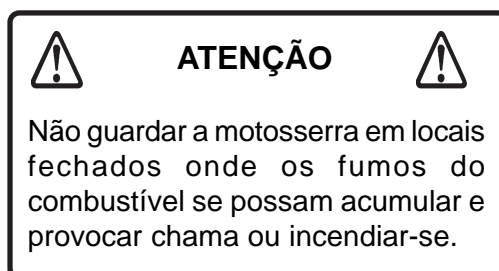 ATENÇÃO
Não guardar a motosserra em locais
fechados onde os fumos do
combustível se possam acumular e
provocar chama ou incendiar-se.